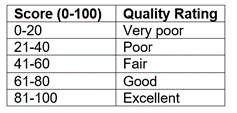 Score (0-100) Quality Rating
0-20 Very poor
21-40 Poor
41-60 Fair
61-80 Good
81-100 Excellent